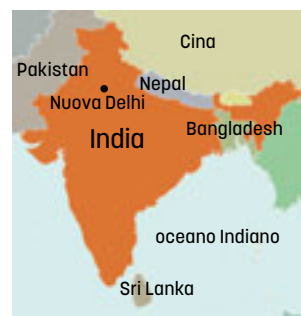 Cina
Pakistan
Nepal
Nuova Delhi
India
Bangladesh
oceano Indiano
Sri Lanka